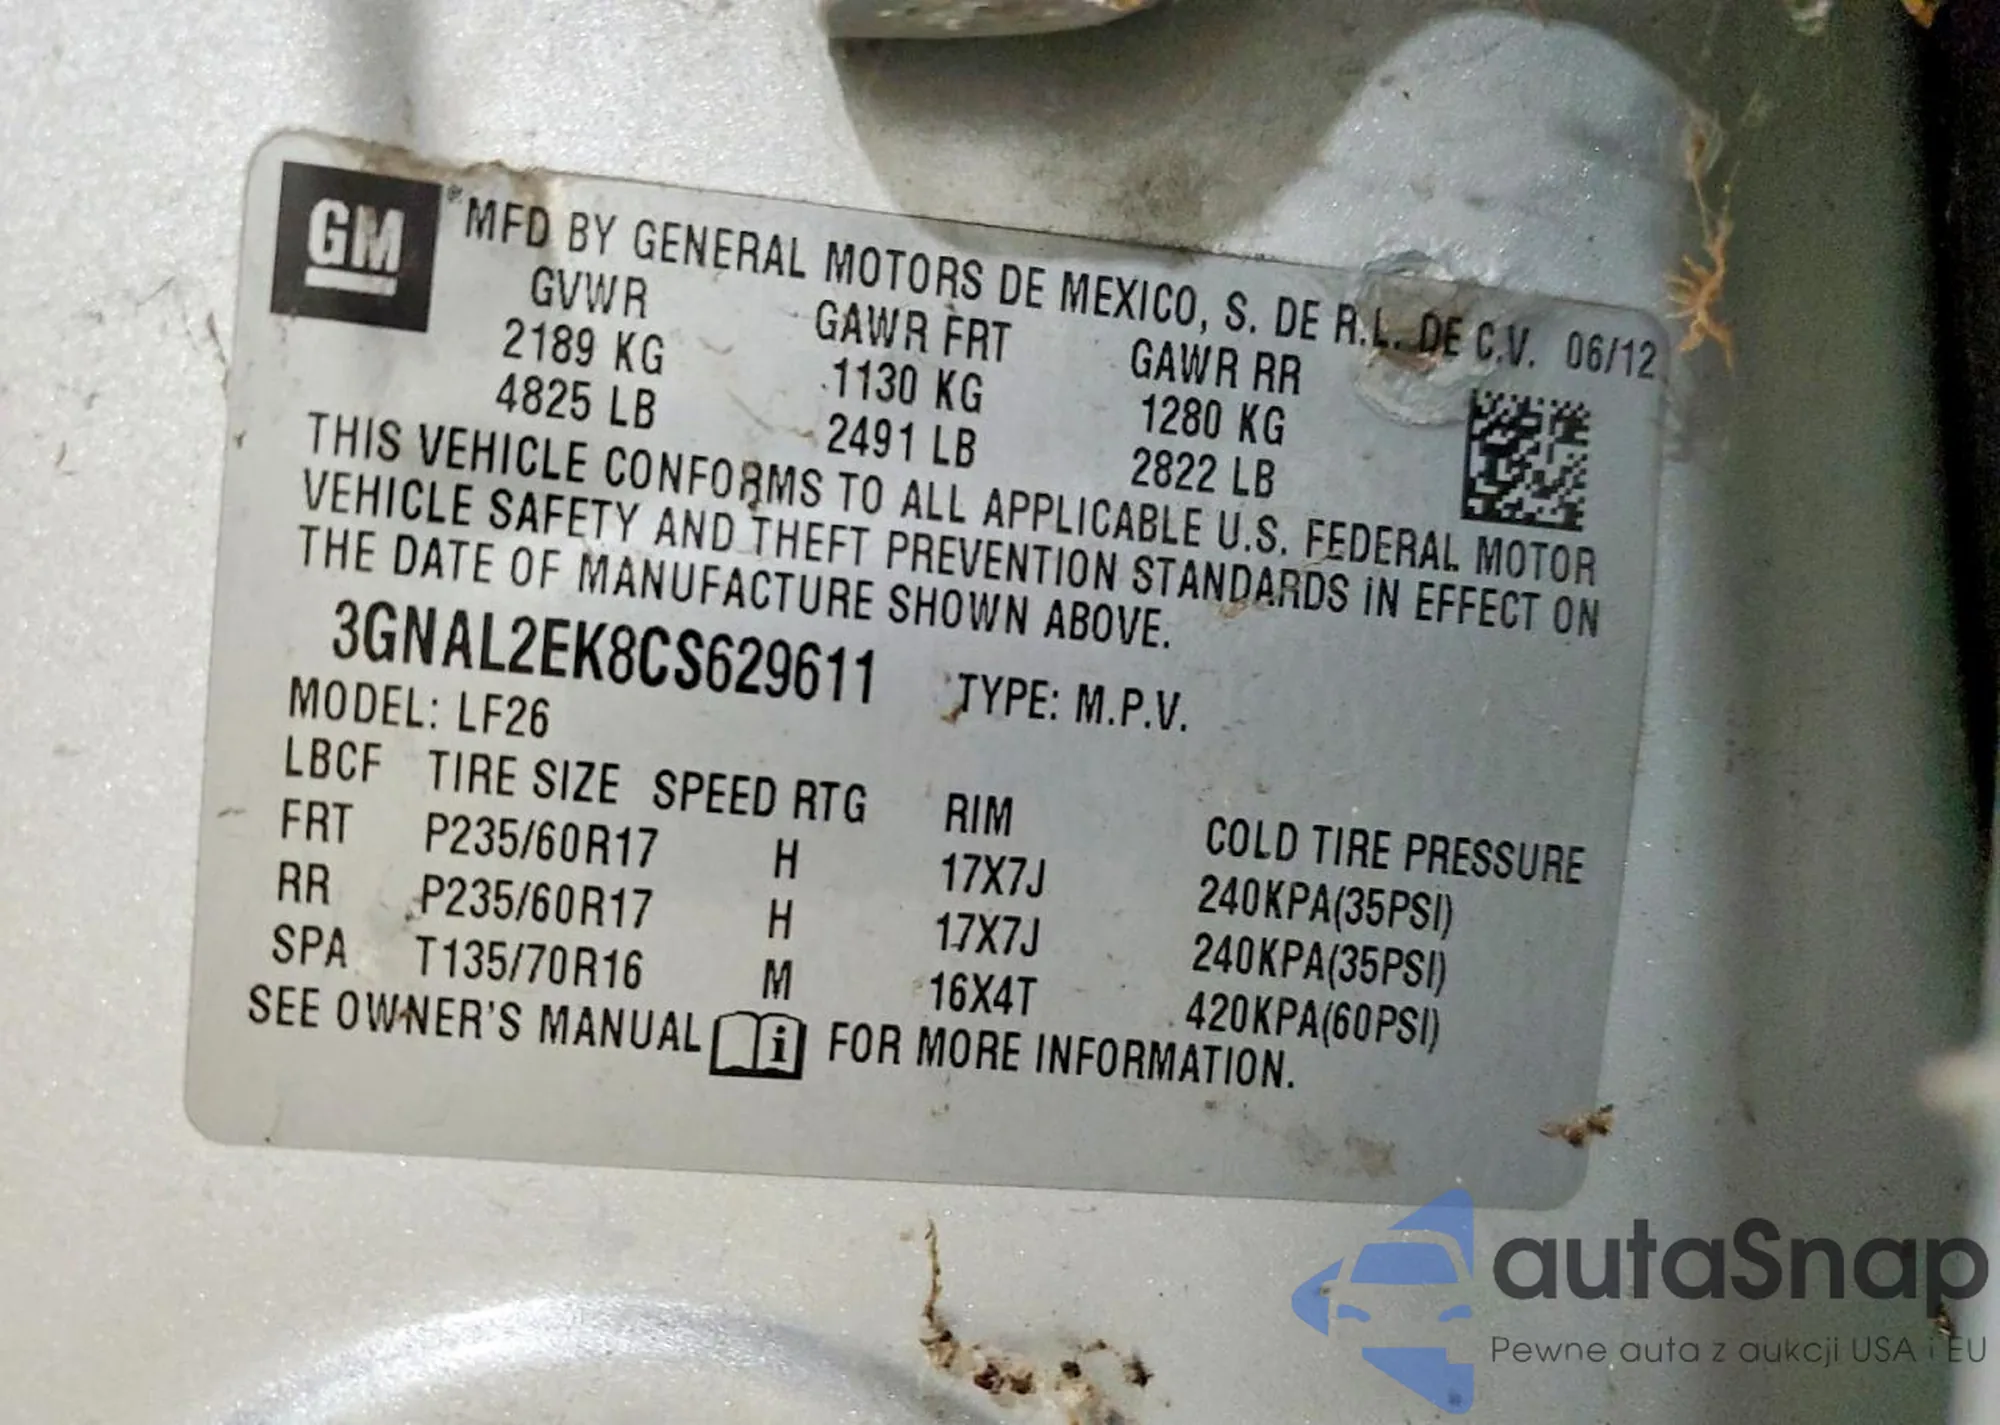 GM
® MFD BY GENERAL MOTORS DE MEXICO, S. DE R.L. DE C.V. 06/12
GVWR GAWR FRT GAWR RR
2189 KG 1130 KG 1280 KG
4825 LB 2491 LB 2822 LB
THIS VEHICLE CONFORMS TO ALL APPLICABLE U.S. FEDERAL MOTOR
VEHICLE SAFETY AND THEFT PREVENTION STANDARDS IN EFFECT ON
THE DATE OF MANUFACTURE SHOWN ABOVE.
3GNAL2EK8CS629611 TYPE: M.P.V.
MODEL: LF26
LBCF TIRE SIZE SPEED RTG RIM COLD TIRE PRESSURE
FRT P235/60R17 H 17X7J 240KPA(35PSI)
RR P235/60R17 H 17X7J 240KPA(35PSI)
SPA T135/70R16 M 16X4T 420KPA(60PSI)
SEE OWNER'S MANUAL i FOR MORE INFORMATION.
autaSnap
Pewne auta z aukcji USA i EU